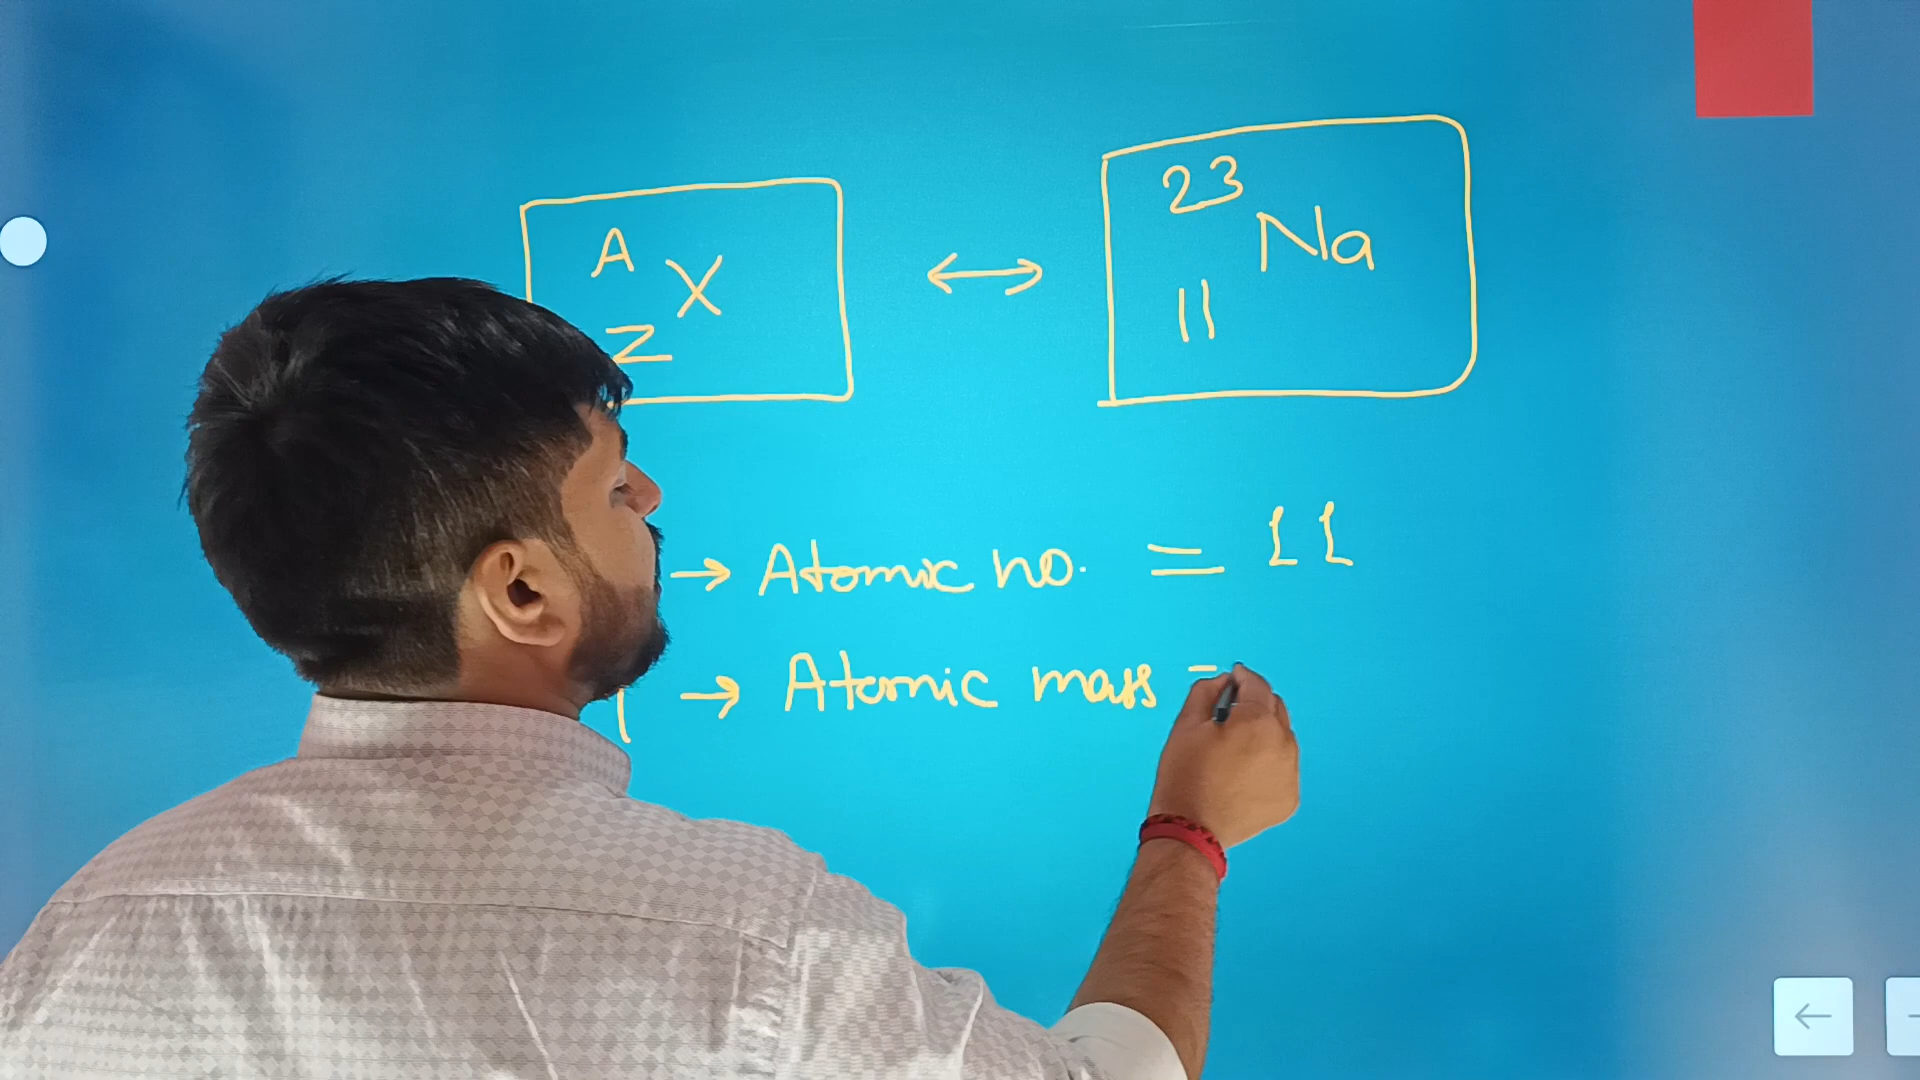 A
X
Z
↔
23
Na
11
→ Atomic no. = 11
→ Atomic mass =